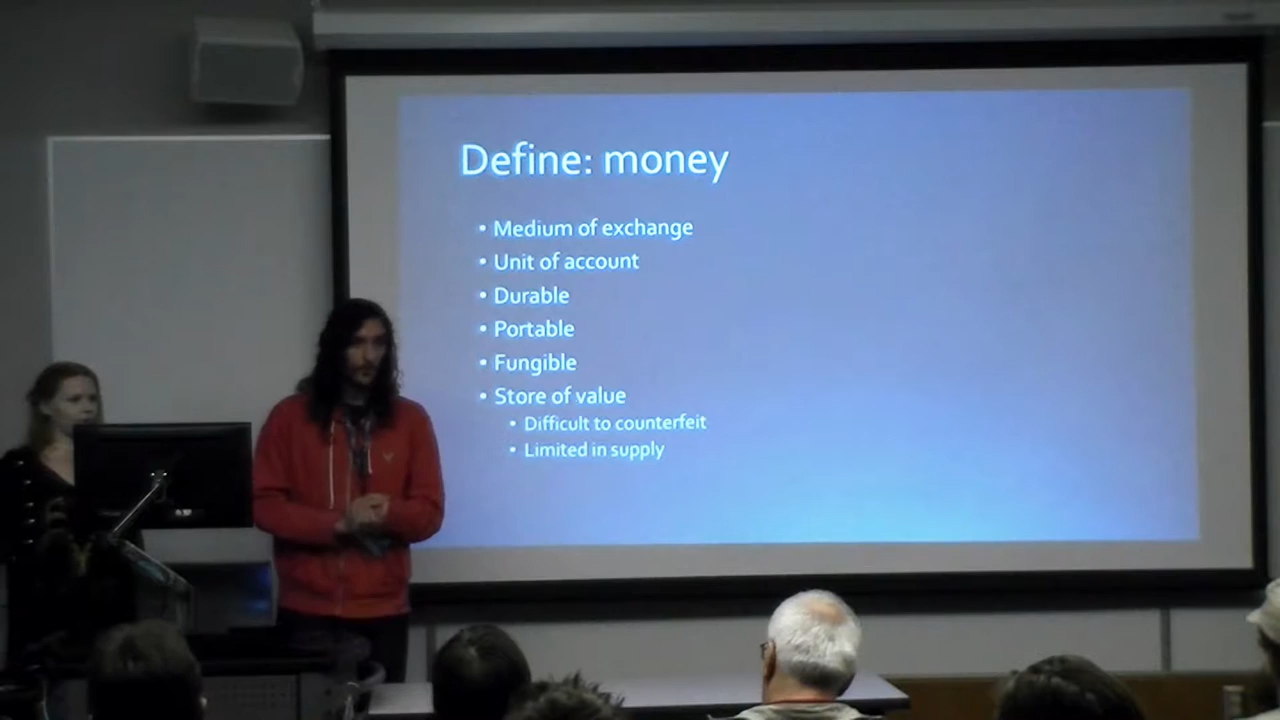 Define: money
• Medium of exchange
• Unit of account
• Durable
• Portable
• Fungible
• Store of value
• Difficult to counterfeit
• Limited in supply